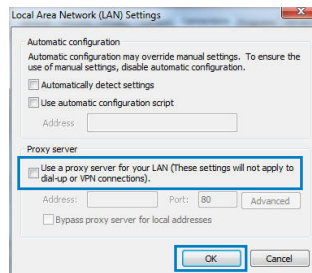 Local Area Network (LAN) Settings
Automatic configuration
Automatic configuration may override manual settings. To ensure the
use of manual settings, disable automatic configuration.
Automatically detect settings
Use automatic configuration script
Address
Proxy server
Use a proxy server for your LAN (These settings will not apply to
dial-up or VPN connections).
Address: Port: 80 Advanced
Bypass proxy server for local addresses
OK Cancel